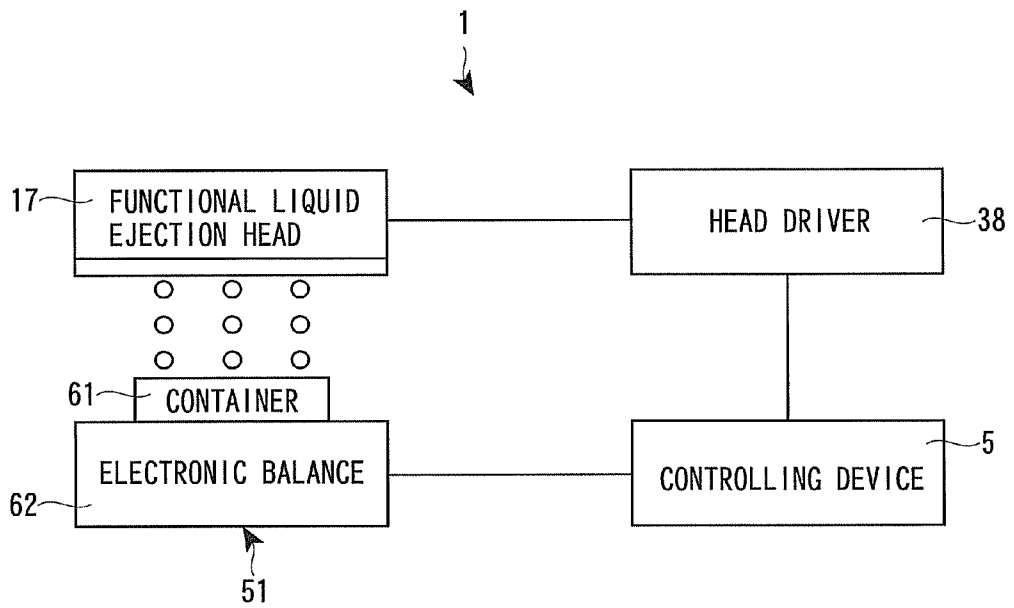 1
17
FUNCTIONAL LIQUID
EJECTION HEAD
HEAD DRIVER
38
61
CONTAINER
ELECTRONIC BALANCE
62
5
CONTROLLING DEVICE
51